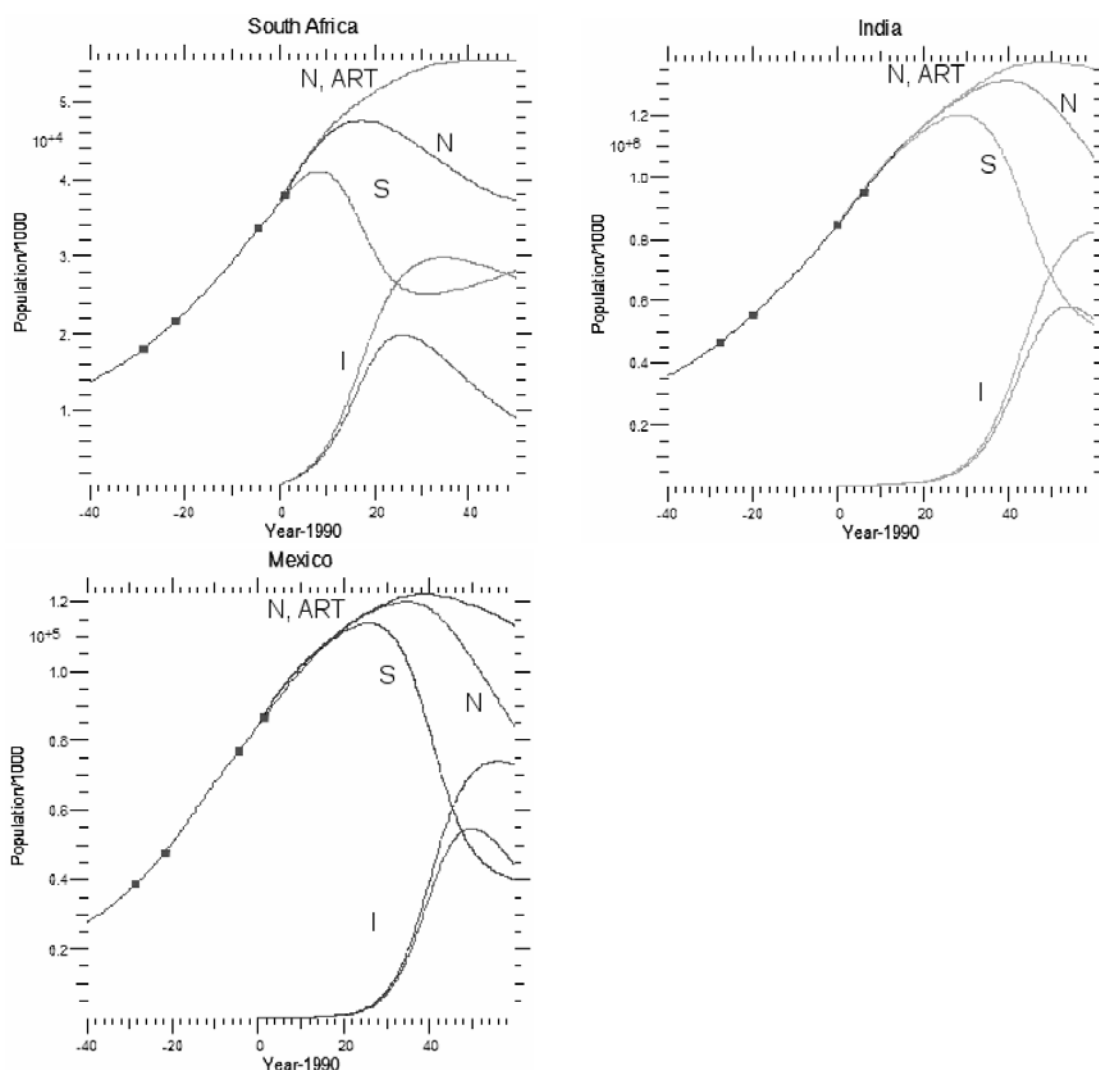 South Africa
N, ART
5.
10+4
N
4.
S
3.
2.
I
1.
Population/1000
-40 -20 0 20 40
Year-1990
India
N, ART
N
1.2
10+6
S
1.0
0.8
0.6
0.4
I
0.2
Population/1000
-40 -20 0 20 40
Year-1990
Mexico
1.2
N, ART
10+5
1.0
S
N
0.8
0.6
0.4
I
0.2
Population/1000
-40 -20 0 20 40
Year-1990